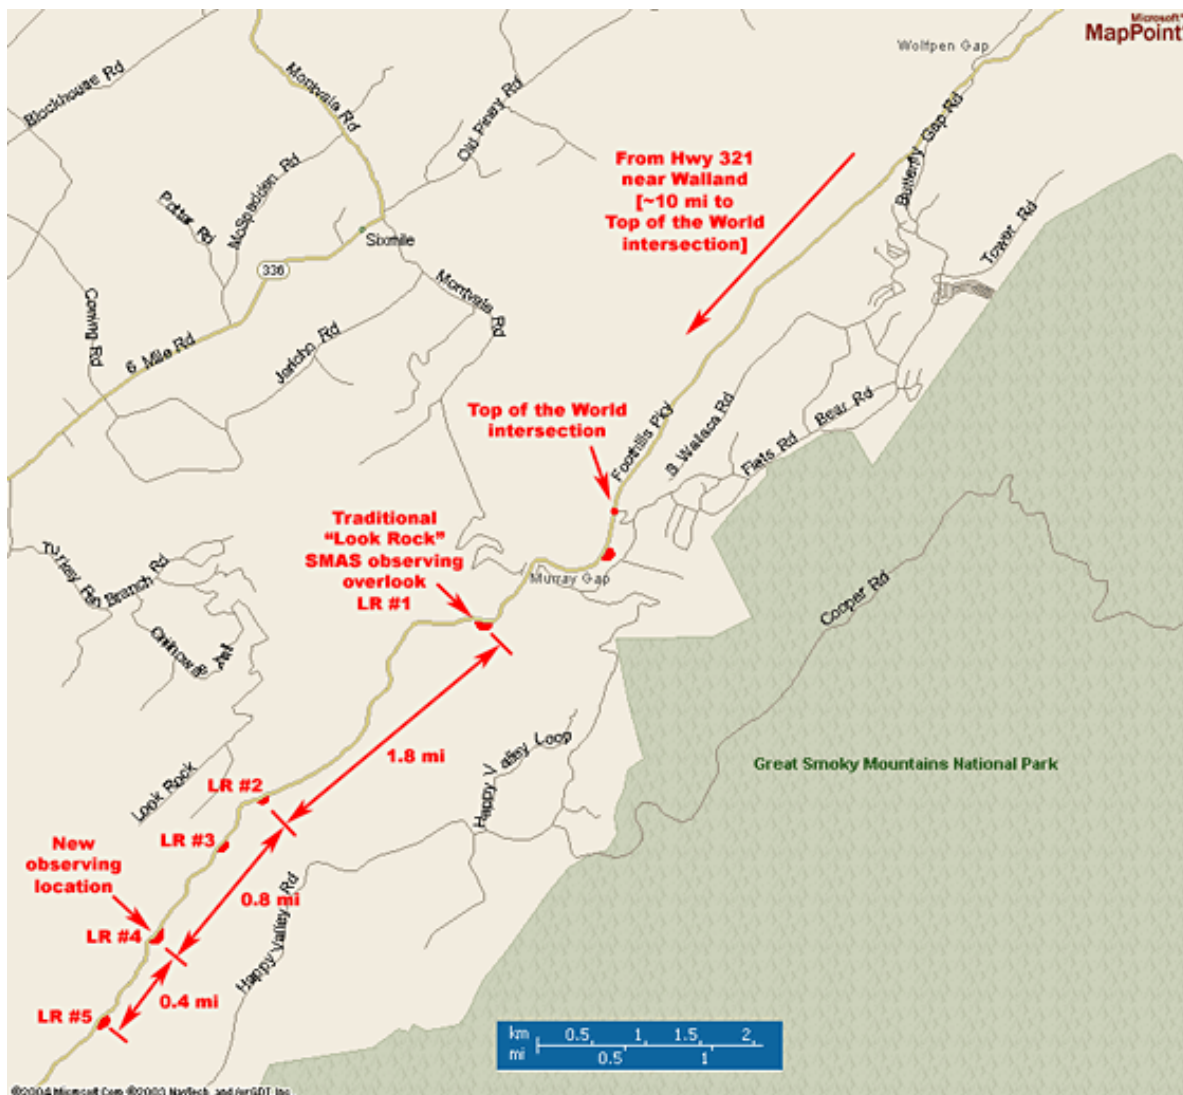 Microsoft®
MapPoint®
Wolfpen Gap
Blockhouse Rd
Montvale Rd
Old Piney Rd
Butterfly Gap Rd
From Hwy 321
near Walland
[~10 mi to
Top of the World
intersection]
McSpadden Rd
Potter Rd
Tower Rd
Sixmile
336
Montvale Rd
Corning Rd
6 Mile Rd
Jericho Rd
Top of the World
intersection
Foothills Pky
S Wallace Rd
Flats Rd
Bear Rd
Traditional
“Look Rock”
SMAS observing
overlook
LR #1
Murray Gap
Turkey Pen Branch Rd
Cooper Rd
1.8 mi
Happy Valley Loop
Great Smoky Mountains National Park
LR #2
Look Rock
LR #3
New
observing
location
0.8 mi
LR #4
Happy Valley Rd
0.4 mi
LR #5
km 0.5 1 1.5 2
mi 0.5 1